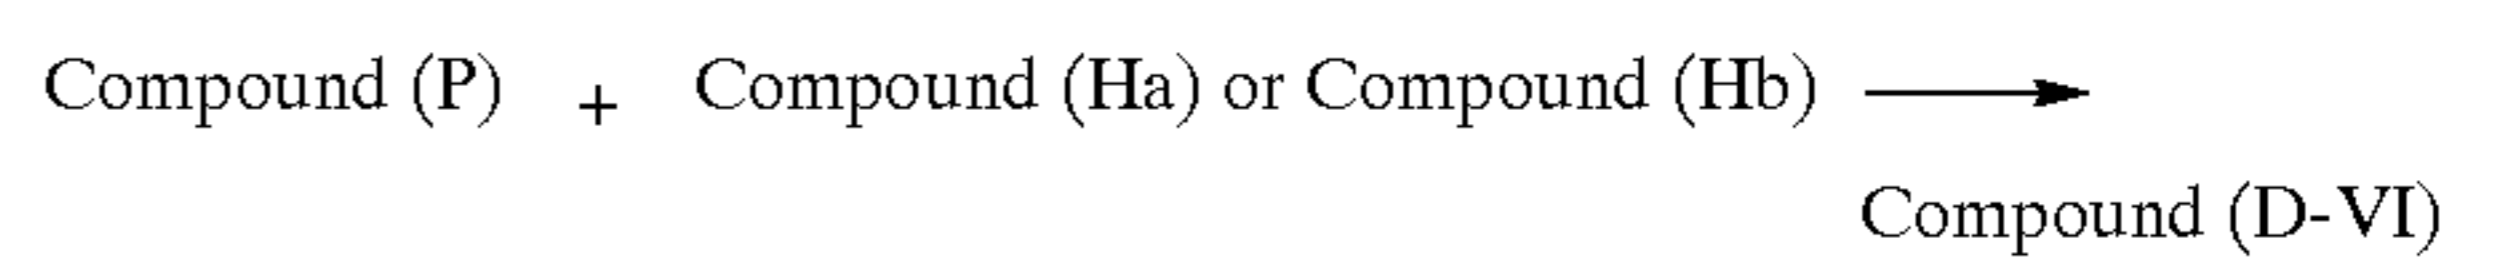 Compound (P) + Compound (Ha) or Compound (Hb)
Compound (D-VI)